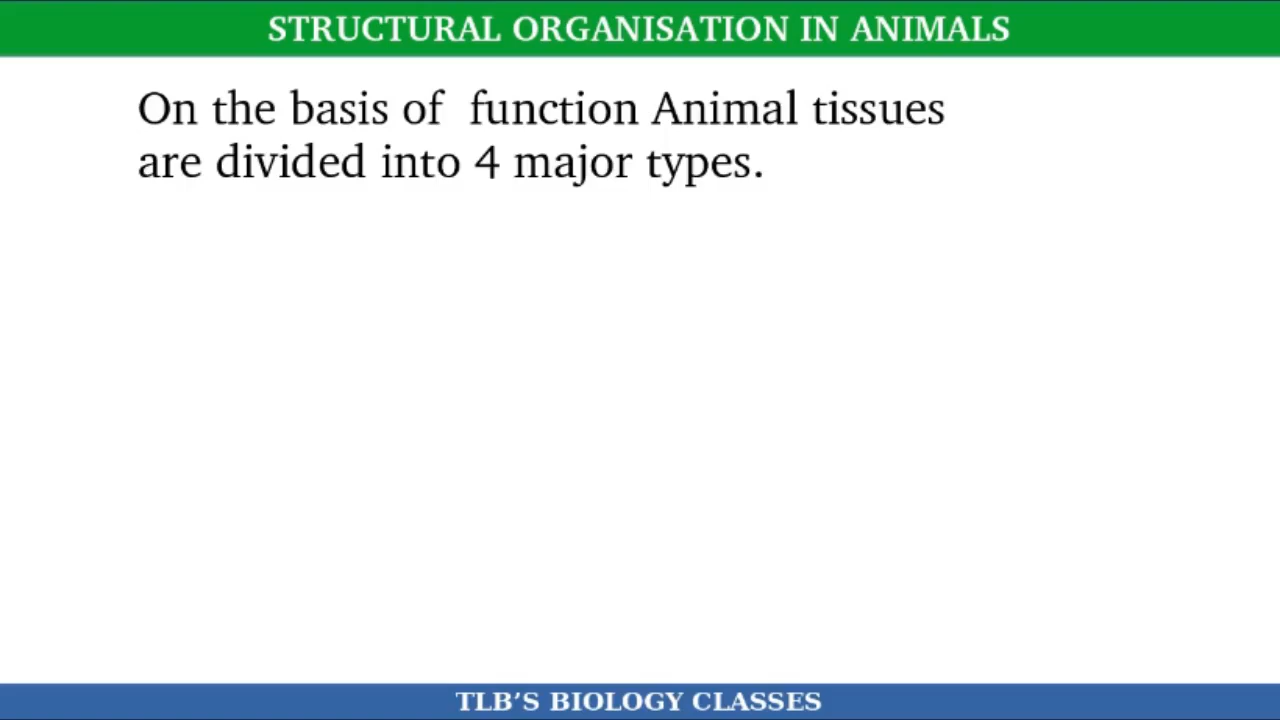 STRUCTURAL ORGANISATION IN ANIMALS
On the basis of  function Animal tissues
are divided into 4 major types.
TLB’S BIOLOGY CLASSES